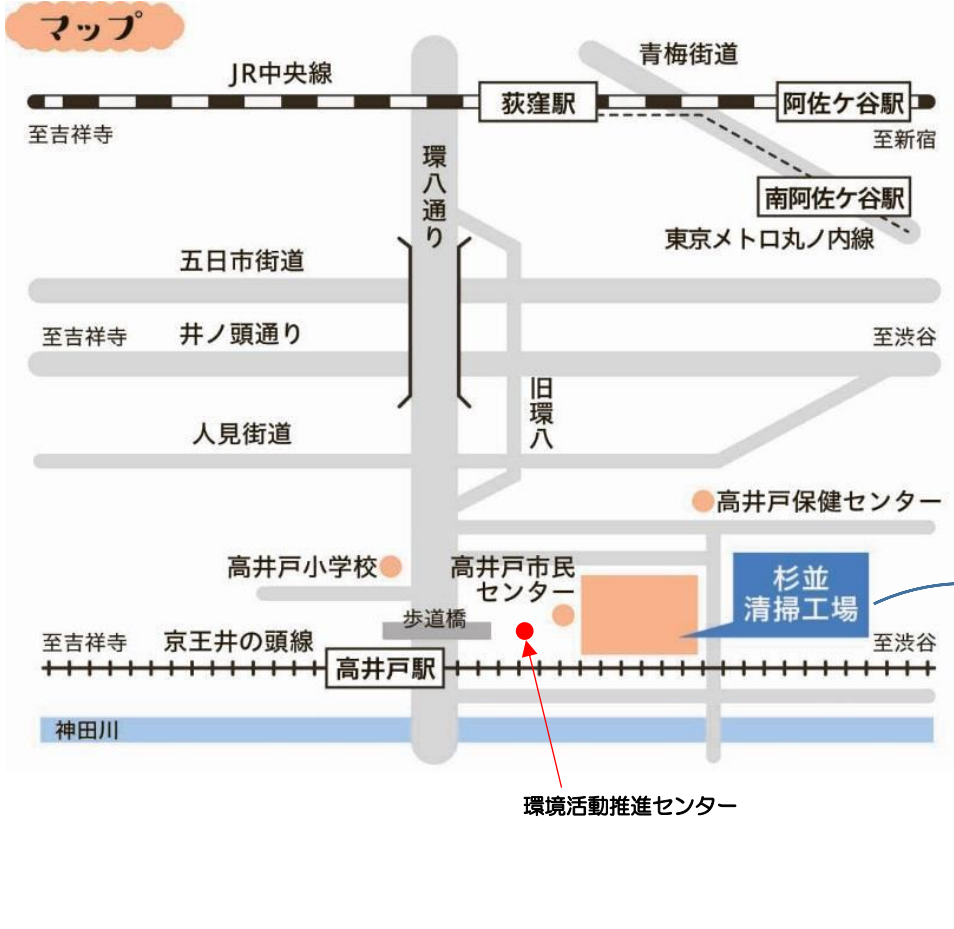 マップ
JR中央線
青梅街道
荻窪駅
阿佐ケ谷駅
至吉祥寺
至新宿
環八通り
南阿佐ケ谷駅
東京メトロ丸ノ内線
五日市街道
至吉祥寺
井ノ頭通り
至渋谷
旧環八
人見街道
高井戸保健センター
高井戸小学校
高井戸市民
センター
杉並
清掃工場
歩道橋
至吉祥寺
京王井の頭線
至渋谷
高井戸駅
神田川
環境活動推進センター